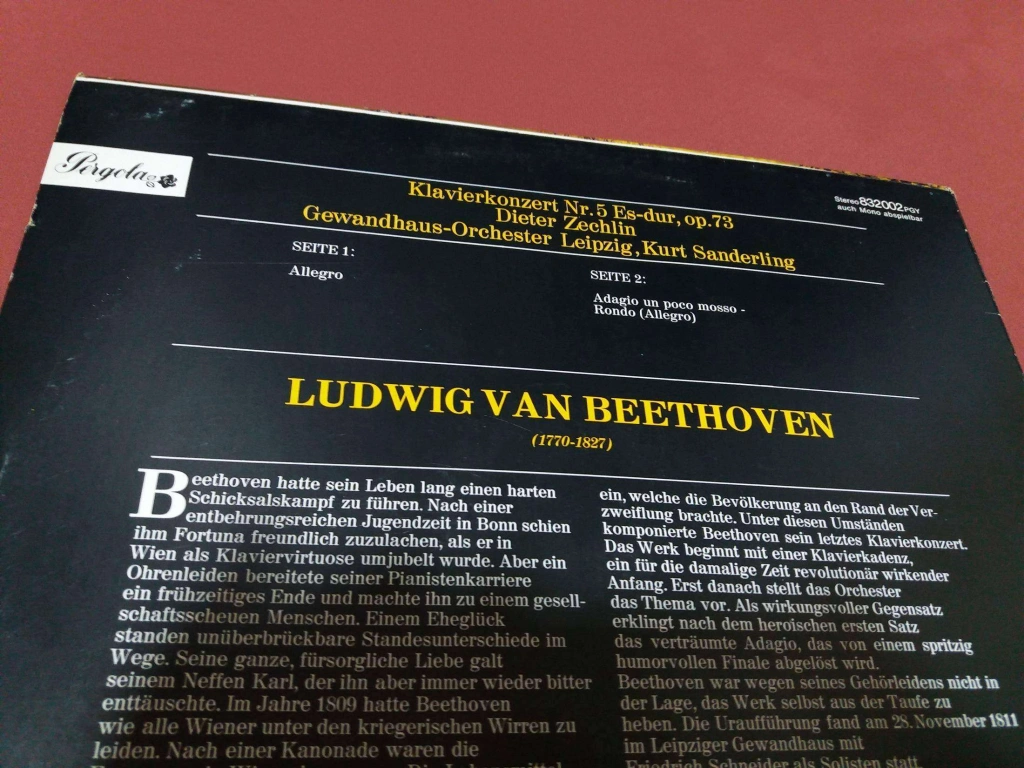 Pergola
Stereo 832002 PGY
auch Mono abspielbar
Klavierkonzert Nr. 5 Es-dur, op. 73
Dieter Zechlin
Gewandhaus-Orchester Leipzig, Kurt Sanderling
SEITE 1:
Allegro
SEITE 2:
Adagio un poco mosso -
Rondo (Allegro)
LUDWIG VAN BEETHOVEN
(1770-1827)
Beethoven hatte sein Leben lang einen harten
Schicksalskampf zu führen. Nach einer
entbehrungsreichen Jugendzeit in Bonn schien
ihm Fortuna freundlich zuzulachen, als er in
Wien als Klaviervirtuose umjubelt wurde. Aber ein
Ohrenleiden bereitete seiner Pianistenkarriere
ein frühzeitiges Ende und machte ihn zu einem gesell-
schaftsscheuen Menschen. Einem Eheglück
standen unüberbrückbare Standesunterschiede im
Wege. Seine ganze, fürsorgliche Liebe galt
seinem Neffen Karl, der ihn aber immer wieder bitter
enttäuschte. Im Jahre 1809 hatte Beethoven
wie alle Wiener unter den kriegerischen Wirren zu
leiden. Nach einer Kanonade waren die
ein, welche die Bevölkerung an den Rand der Ver-
zweiflung brachte. Unter diesen Umständen
komponierte Beethoven sein letztes Klavierkonzert.
Das Werk beginnt mit einer Klavierkadenz,
ein für die damalige Zeit revolutionär wirkender
Anfang. Erst danach stellt das Orchester
das Thema vor. Als wirkungsvoller Gegensatz
erklingt nach dem heroischen ersten Satz
das verträumte Adagio, das von einem spritzig
humorvollen Finale abgelöst wird.
Beethoven war wegen seines Gehörleidens nicht in
der Lage, das Werk selbst aus der Taufe zu
heben. Die Uraufführung fand am 28. November 1811
im Leipziger Gewandhaus mit
Friedrich Schneider als Solisten statt.